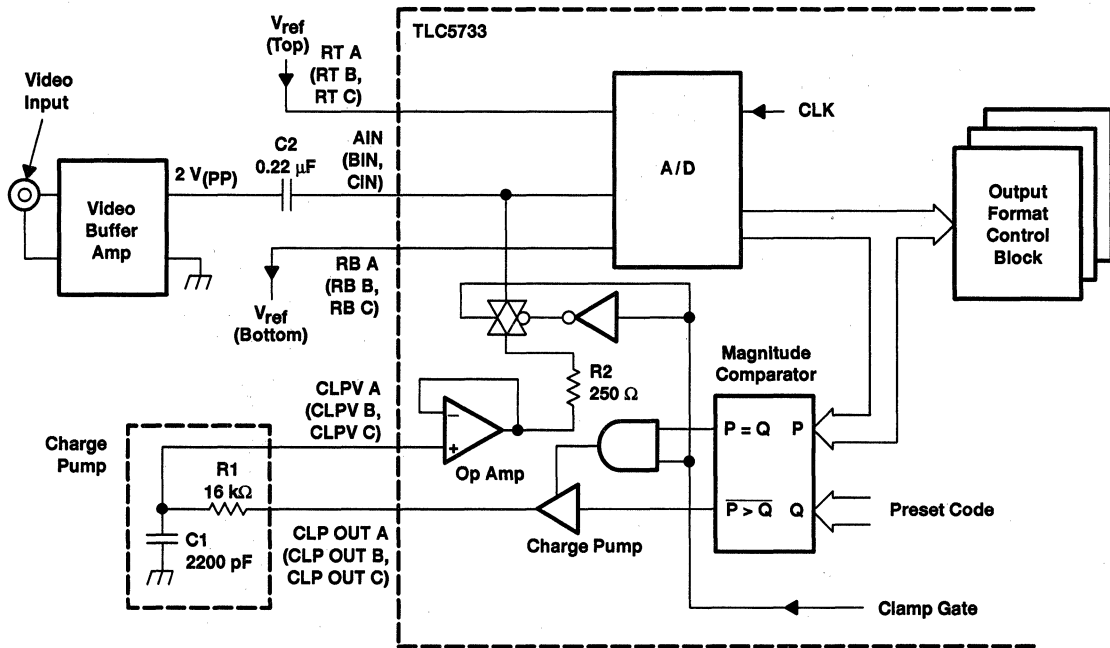 TLC5733
Vref
(Top)
RT A
(RT B,
RT C)
Video
Input
CLK
C2
0.22 μF
AIN
(BIN,
CIN)
A/D
2 V(PP)
Video
Buffer
Amp
Output
Format
Control
Block
RB A
(RB B,
RB C)
Vref
(Bottom)
Magnitude
Comparator
R2
250 Ω
CLPV A
(CLPV B,
CLPV C)
−
+
Op Amp
P = Q P
Charge
Pump
R1
16 kΩ
P > Q Q
Preset Code
C1
2200 pF
CLP OUT A
(CLP OUT B,
CLP OUT C)
Charge Pump
Clamp Gate